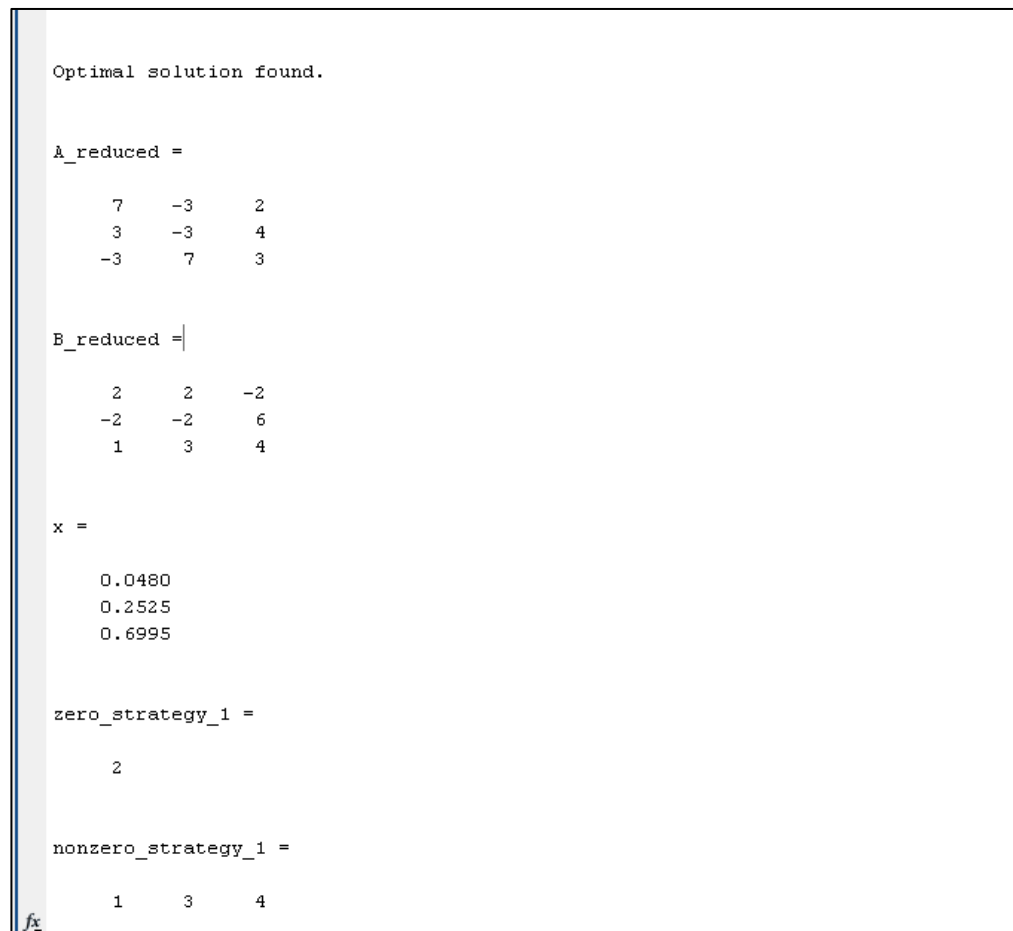 Optimal solution found.
A_reduced =
7 -3 2
3 -3 4
-3 7 3
B_reduced =
2 2 -2
-2 -2 6
1 3 4
x =
0.0480
0.2525
0.6995
zero_strategy_1 =
2
nonzero_strategy_1 =
1 3 4
fx